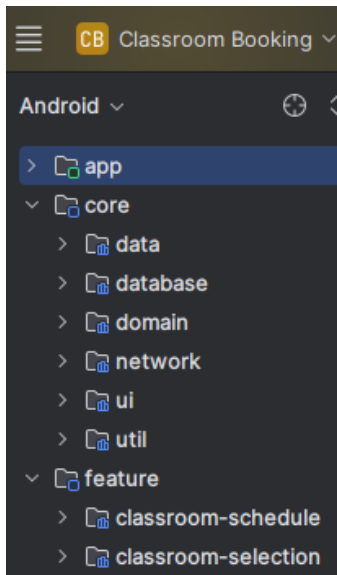 CB Classroom Booking
Android
app
core
data
database
domain
network
ui
util
feature
classroom-schedule
classroom-selection